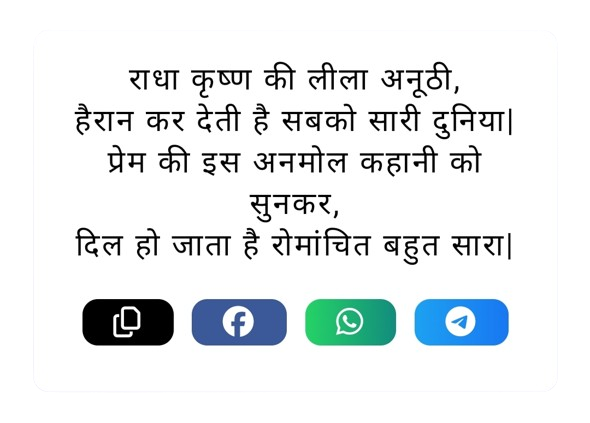 राधा कृष्ण की लीला अनूठी,
हैरान कर देती है सबको सारी दुनिया|
प्रेम की इस अनमोल कहानी को
सुनकर,
दिल हो जाता है रोमांचित बहुत सारा|